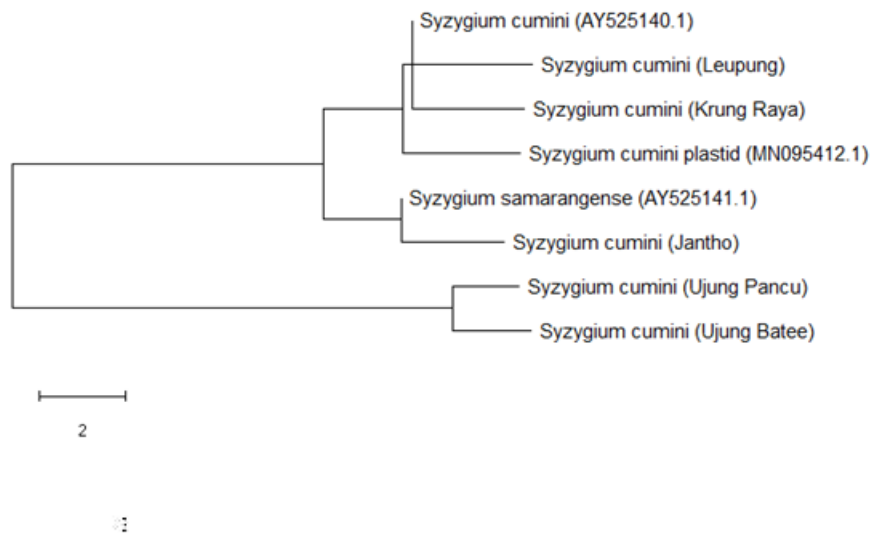 Syzygium cumini (AY525140.1)
Syzygium cumini (Leupung)
Syzygium cumini (Krung Raya)
Syzygium cumini plastid (MN095412.1)
Syzygium samarangense (AY525141.1)
Syzygium cumini (Jantho)
Syzygium cumini (Ujung Pancu)
Syzygium cumini (Ujung Batee)
2